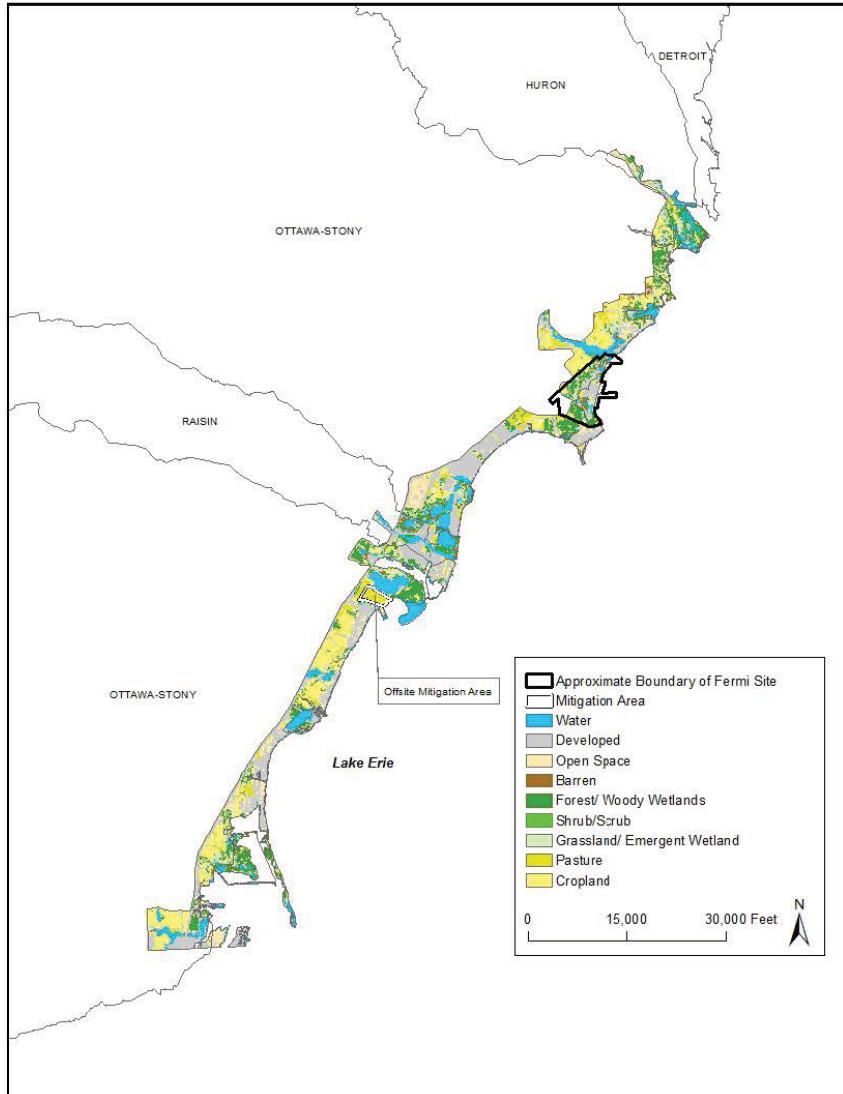 DETROIT
HURON
OTTAWA-STONY
RAISIN
Offsite Mitigation Area
OTTAWA-STONY
Lake Erie
Approximate Boundary of Fermi Site
Mitigation Area
Water
Developed
Open Space
Barren
Forest/ Woody Wetlands
Shrub/Scrub
Grassland/ Emergent Wetland
Pasture
Cropland
N
0 15,000 30,000 Feet